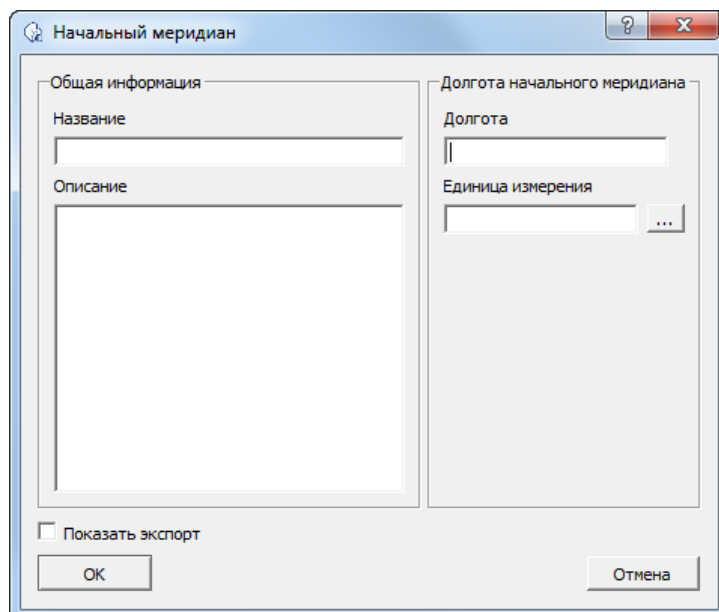 Начальный меридиан
Общая информация
Название
Описание
Долгота начального меридиана
Долгота
Единица измерения
...
Показать экспорт
OK
Отмена